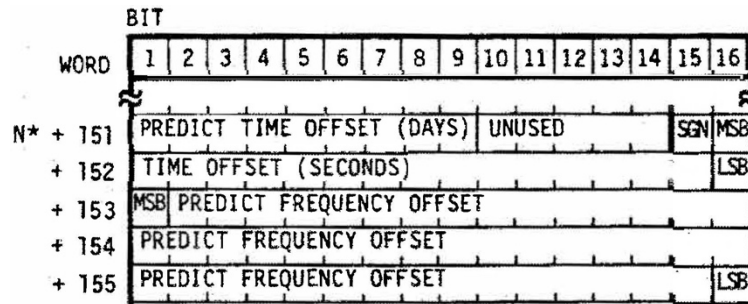 BIT
WORD 1 2 3 4 5 6 7 8 9 10 11 12 13 14 15 16
N* + 151 PREDICT TIME OFFSET (DAYS) UNUSED SGN MSB
+ 152 TIME OFFSET (SECONDS) LSB
+ 153 MSB PREDICT FREQUENCY OFFSET
+ 154 PREDICT FREQUENCY OFFSET
+ 155 PREDICT FREQUENCY OFFSET LSB